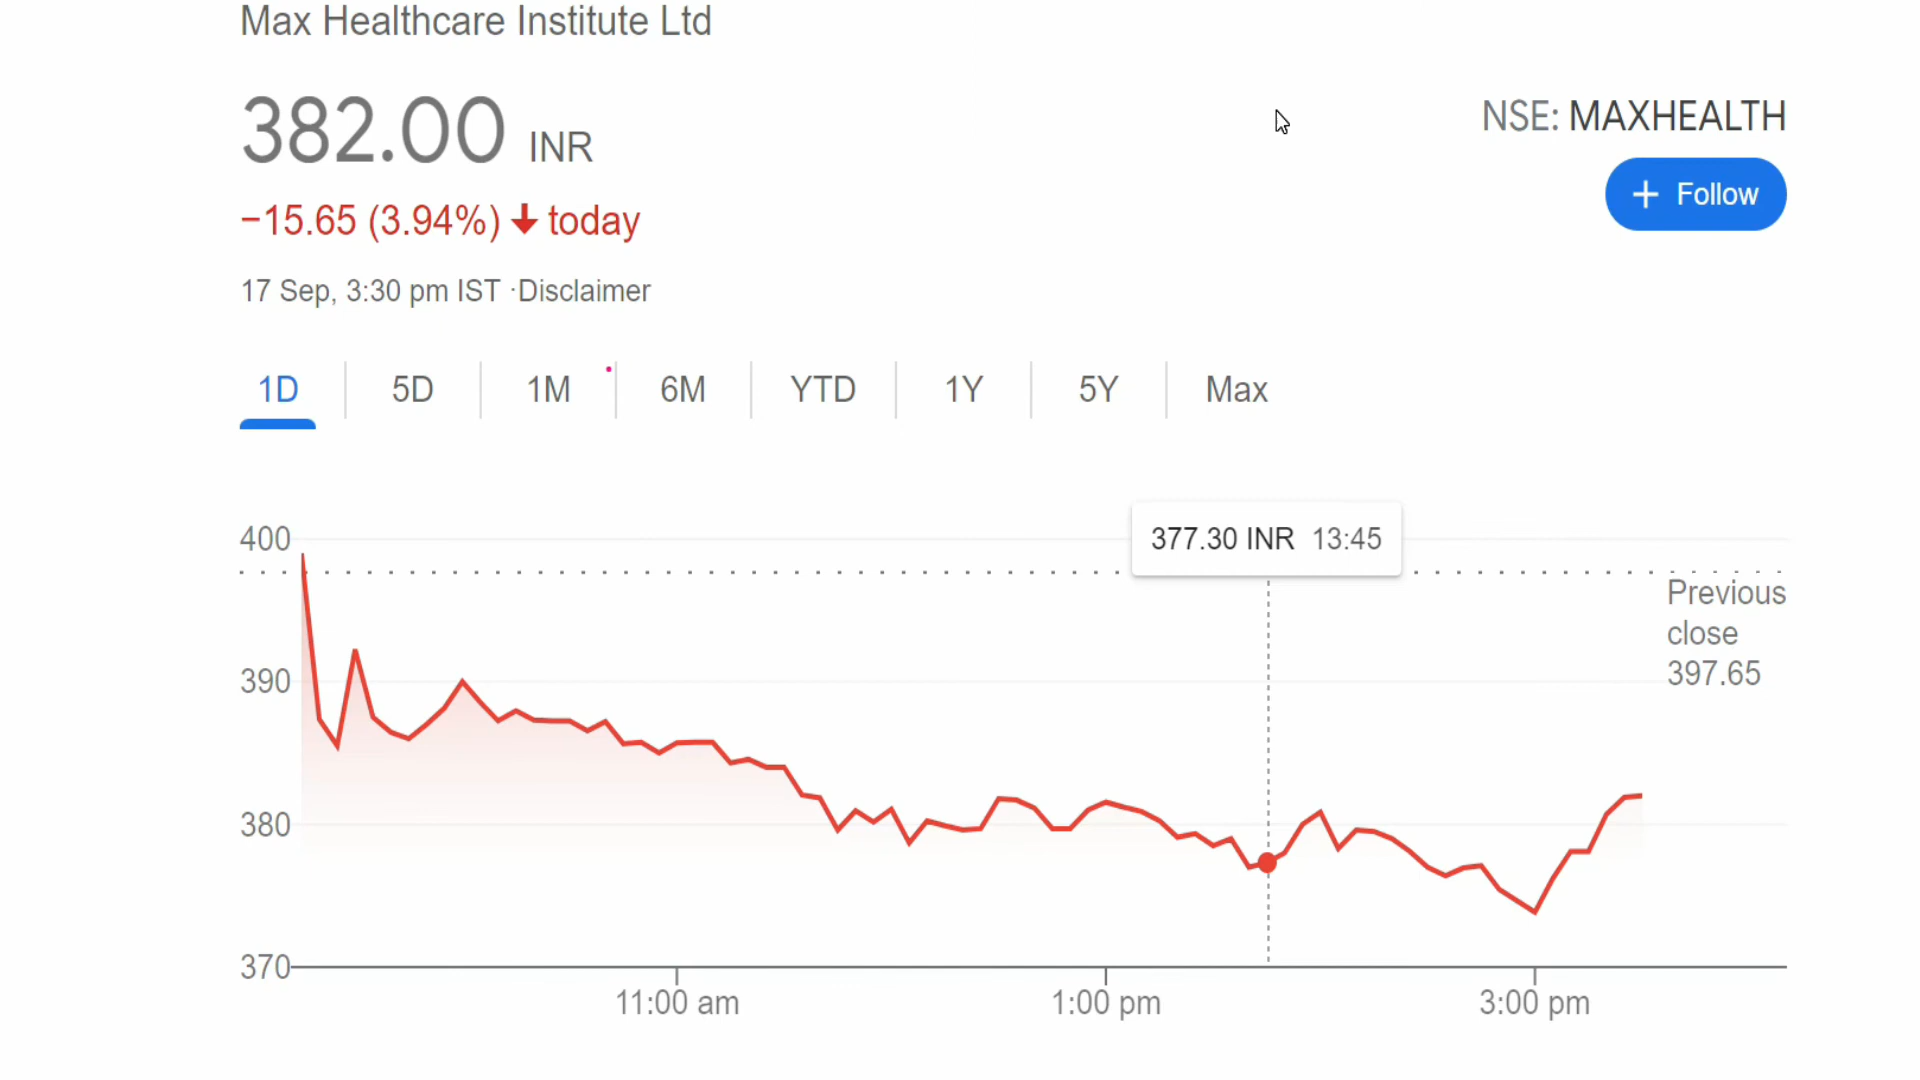 Max Healthcare Institute Ltd
382.00 INR
NSE: MAXHEALTH
−15.65 (3.94%) ↓ today
+ Follow
17 Sep, 3:30 pm IST ·Disclaimer
1D 5D 1M 6M YTD 1Y 5Y Max
377.30 INR 13:45
400
Previous
close
397.65
390
380
370
11:00 am 1:00 pm 3:00 pm